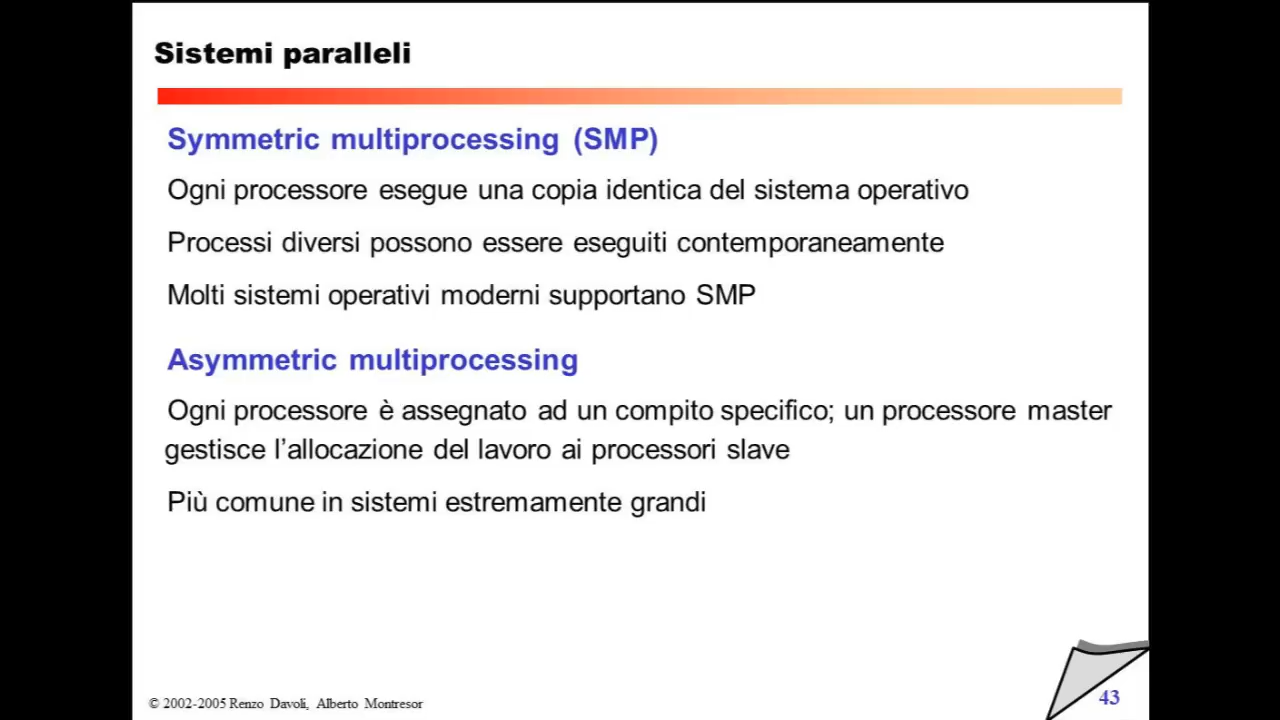 Sistemi paralleli
Symmetric multiprocessing (SMP)
Ogni processore esegue una copia identica del sistema operativo
Processi diversi possono essere eseguiti contemporaneamente
Molti sistemi operativi moderni supportano SMP
Asymmetric multiprocessing
Ogni processore è assegnato ad un compito specifico; un processore master
gestisce l’allocazione del lavoro ai processori slave
Più comune in sistemi estremamente grandi
© 2002-2005 Renzo Davoli, Alberto Montresor
43